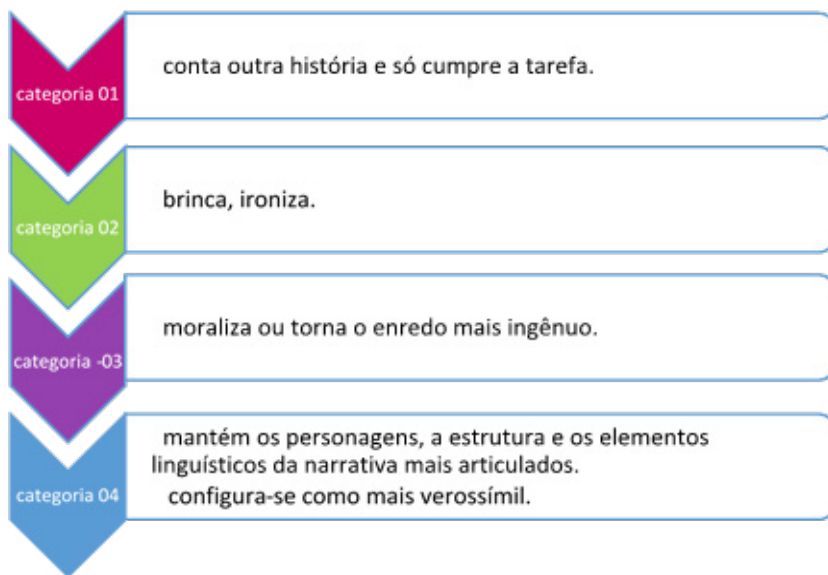 categoria 01
conta outra história e só cumpre a tarefa.
categoria 02
brinca, ironiza.
categoria -03
moraliza ou torna o enredo mais ingênuo.
categoria 04
mantém os personagens, a estrutura e os elementos
linguísticos da narrativa mais articulados.
configura-se como mais verossímil.